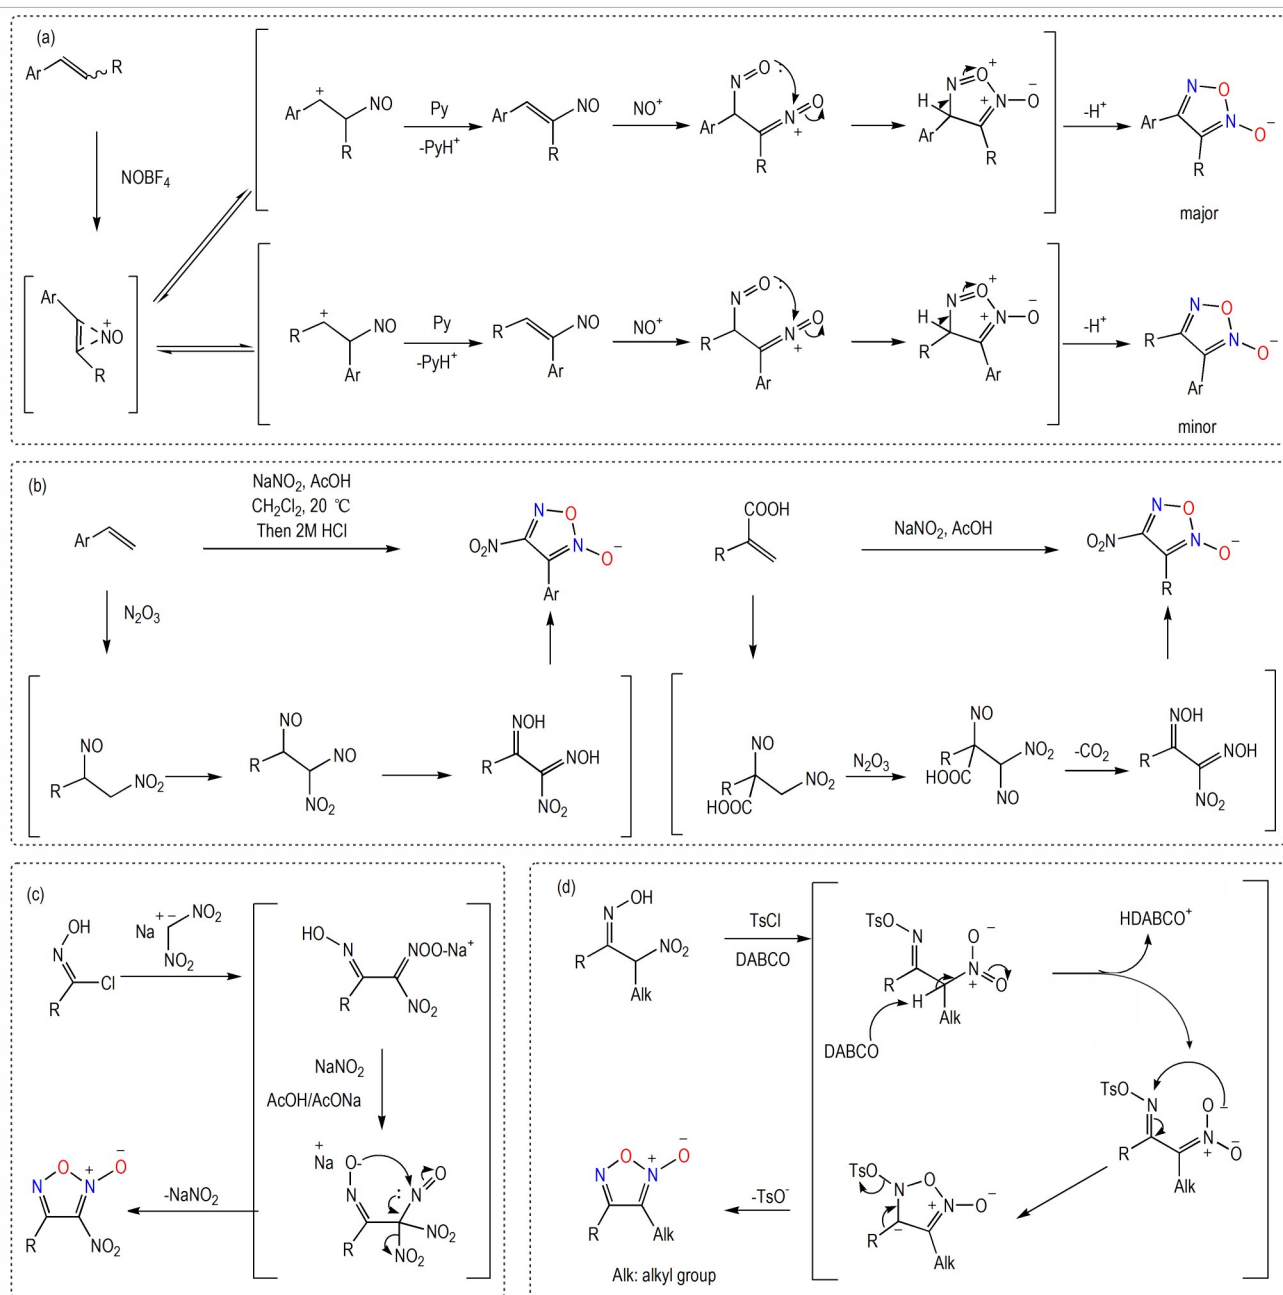 (a)
Ar R
NOBF4
Ar
+
NO
R
+
Ar NO
R
Py
-PyH+
Ar NO
R
NO+
N=O :
Ar N=O
+
R
N O+
H N-O−
+
Ar
R
-H+
N O
Ar N
R O−
major
+
R NO
Ar
Py
-PyH+
R NO
Ar
NO+
N=O :
R N=O
+
Ar
N O+
H N-O−
+
R
Ar
-H+
N O
R N
Ar O−
minor
(b)
Ar
NaNO2, AcOH
CH2Cl2, 20 ℃
Then 2M HCl
N O
O2N N
O−
Ar
N2O3
NO
R NO2
NO
R NO
NO2
NOH
R NOH
NO2
COOH
R
NaNO2, AcOH
N O
O2N N
O−
R
NO
R NO2
HOOC
N2O3
NO
R NO2
HOOC
NO
-CO2
NOH
R NOH
NO2
(c)
OH
N
Cl
R
+ −
Na NO2
NO2
HO
N NOO-Na+
R NO2
NaNO2
AcOH/AcONa
+
Na O- O
N : N
NO2
R NO2
-NaNO2
O + O−
N N
R NO2
(d)
OH
N
NO2
R
Alk
TsCl
DABCO
TsO O−
N N
+ O
R H
Alk
DABCO
HDABCO+
TsO
N O−
N −
R + O
Alk
TsO O −
N N-O
+
R −
Alk
-TsO−
O + O−
N N
R Alk
Alk: alkyl group